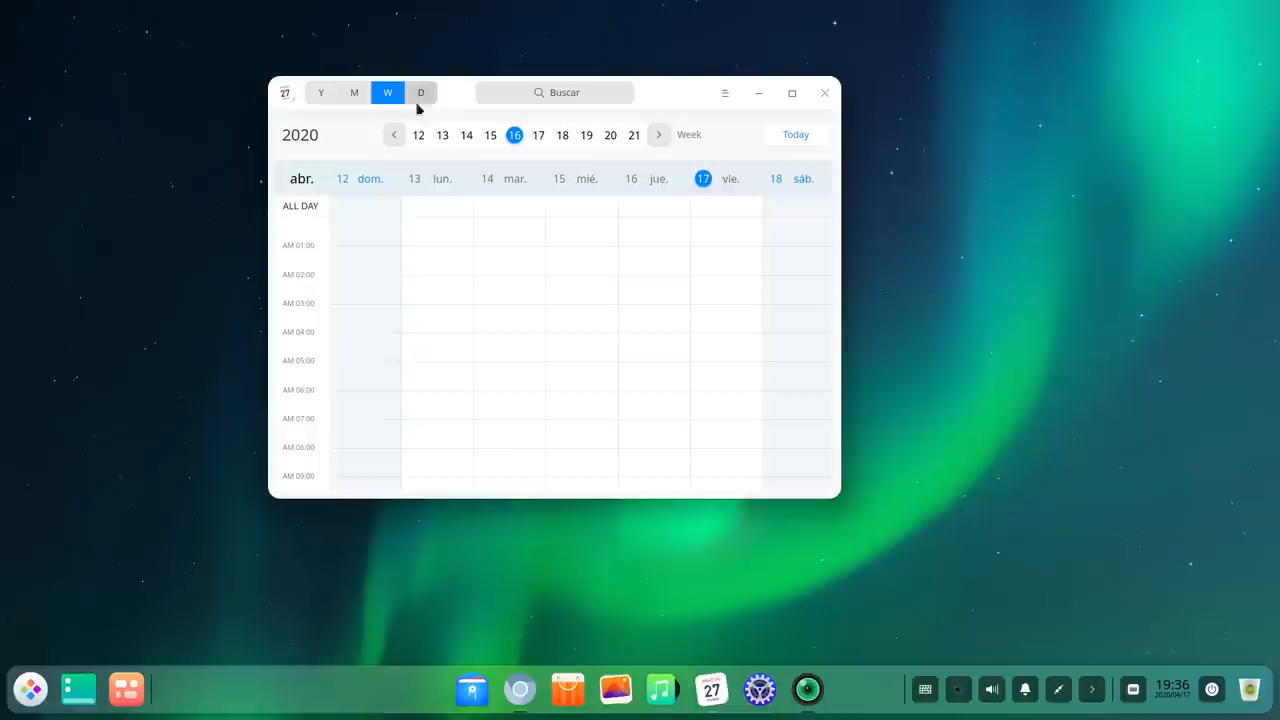 27 Y M W D Buscar
2020 12 13 14 15 16 17 18 19 20 21 Week Today
abr. 12 dom. 13 lun. 14 mar. 15 mié. 16 jue. 17 vie. 18 sáb.
ALL DAY
AM 01:00
AM 02:00
AM 03:00
AM 04:00
AM 05:00
AM 06:00
AM 07:00
AM 08:00
AM 09:00
27
19:36
2020/04/17